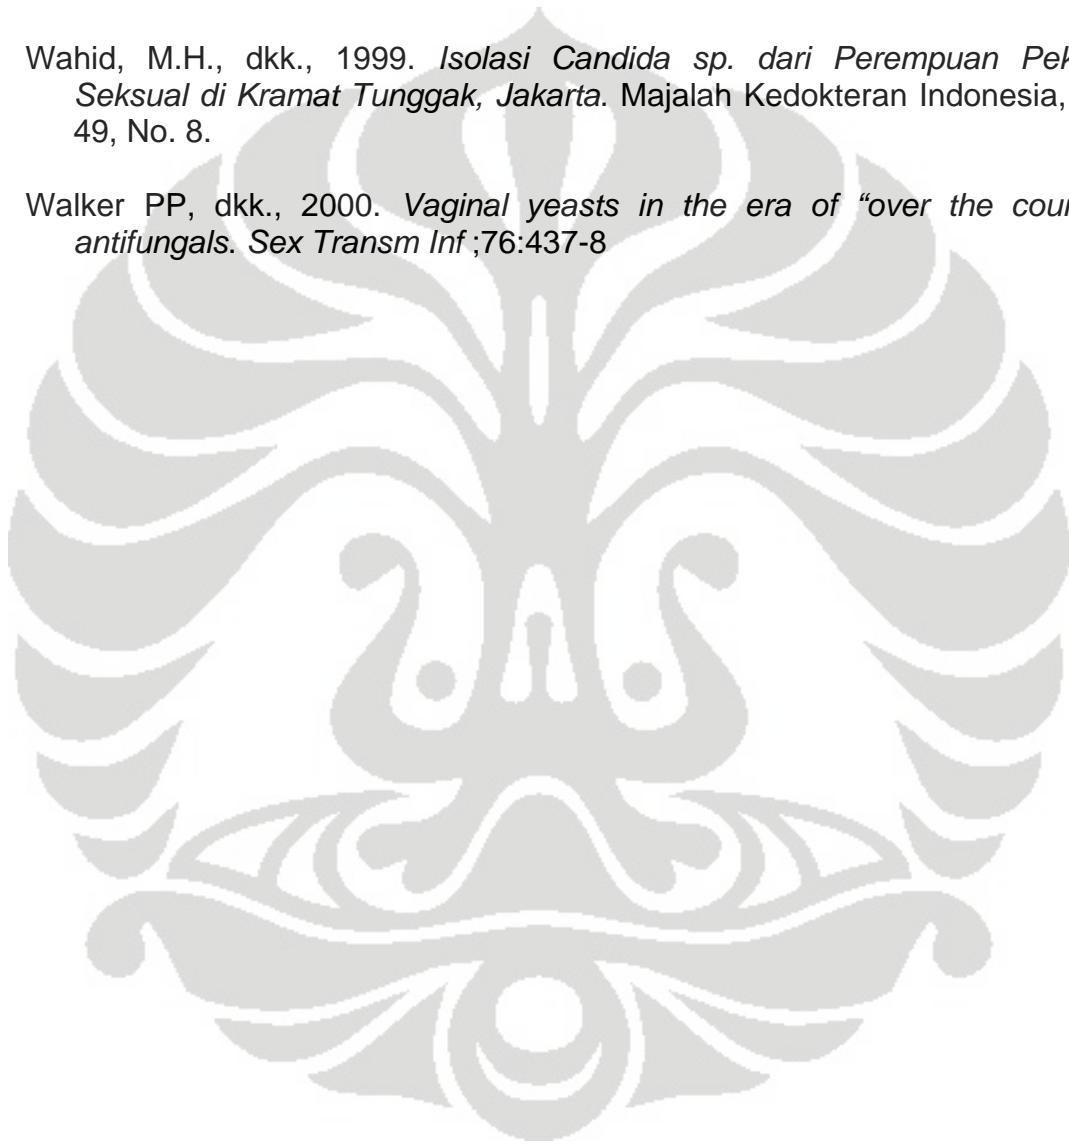 Wahid, M.H., dkk., 1999. Isolasi Candida sp. dari Perempuan Pek
Seksual di Kramat Tunggak, Jakarta. Majalah Kedokteran Indonesia,
49, No. 8.
Walker PP, dkk., 2000. Vaginal yeasts in the era of “over the cour
antifungals. Sex Transm Inf ;76:437-8